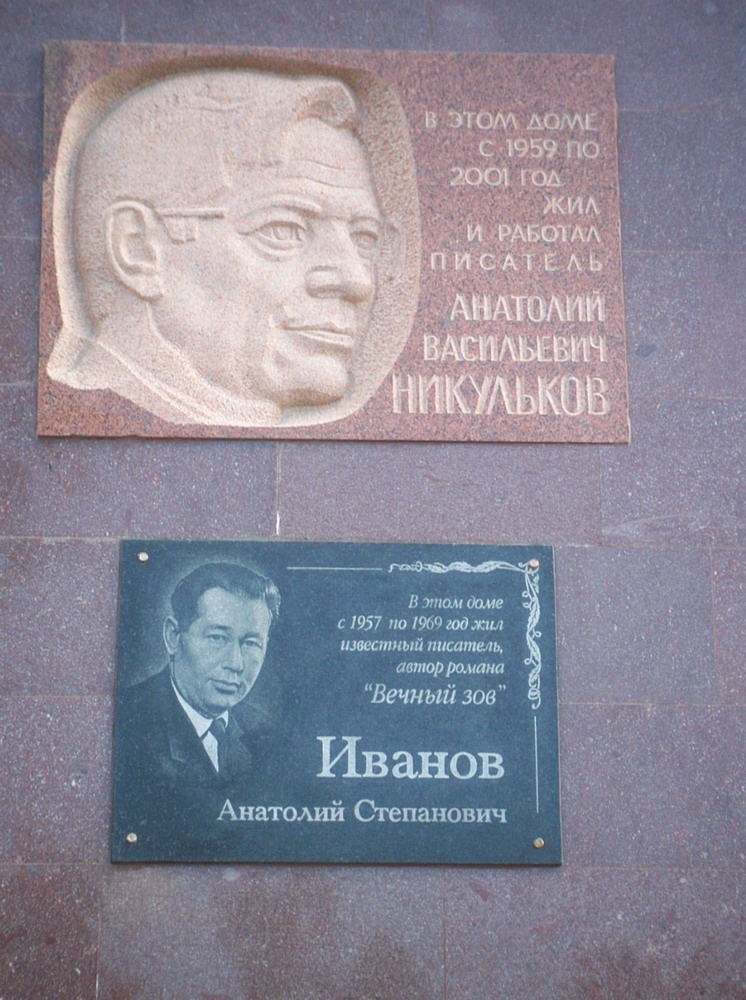 В ЭТОМ ДОМЕ
С 1959 ПО
2001 ГОД
ЖИЛ
И РАБОТАЛ
ПИСАТЕЛЬ
АНАТОЛИЙ
ВАСИЛЬЕВИЧ
НИКУЛЬКОВ
В этом доме
с 1957 по 1969 год жил
известный писатель,
автор романа
"Вечный зов"
Иванов
Анатолий Степанович